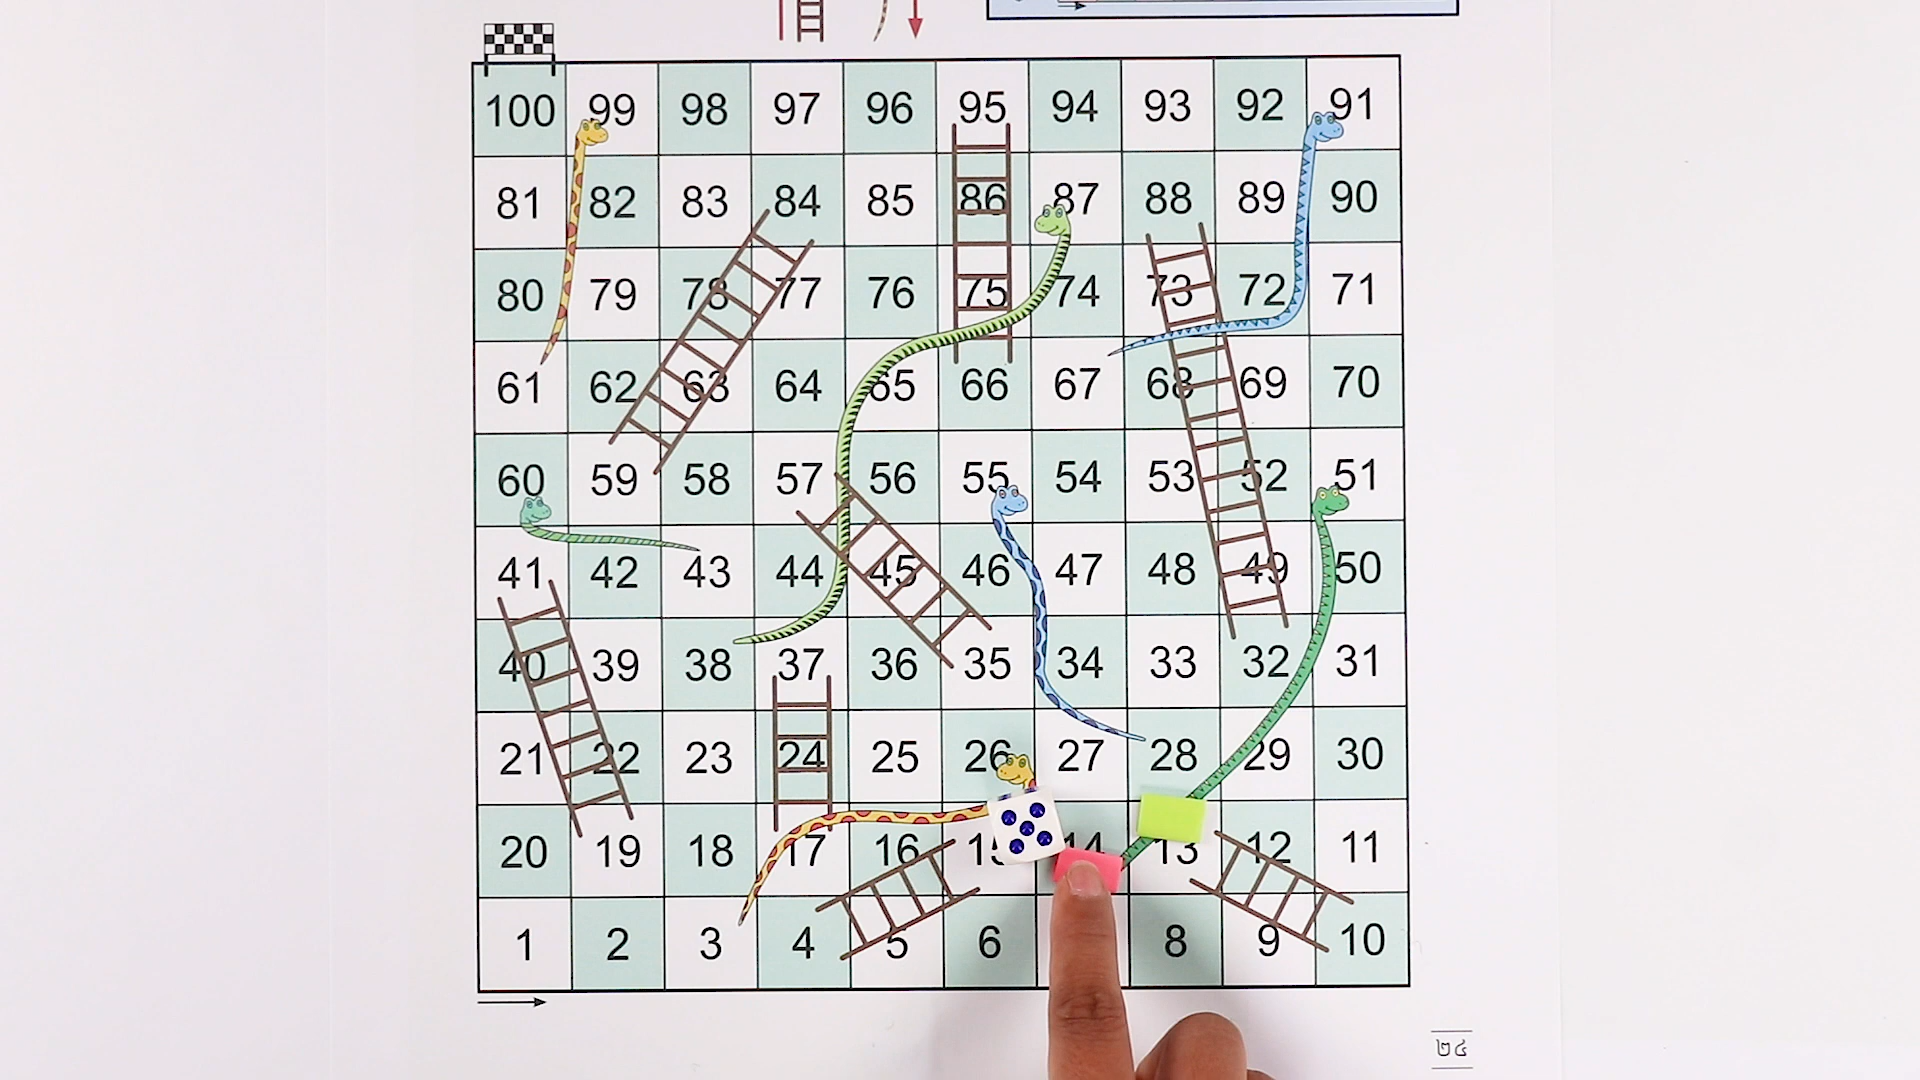 100 99 98 97 96 95 94 93 92 91
81 82 83 84 85 86 87 88 89 90
80 79 78 77 76 75 74 73 72 71
61 62 63 64 65 66 67 68 69 70
60 59 58 57 56 55 54 53 52 51
41 42 43 44 45 46 47 48 49 50
40 39 38 37 36 35 34 33 32 31
21 22 23 24 25 26 27 28 29 30
20 19 18 17 16 15 14 13 12 11
1 2 3 4 5 6 8 9 10